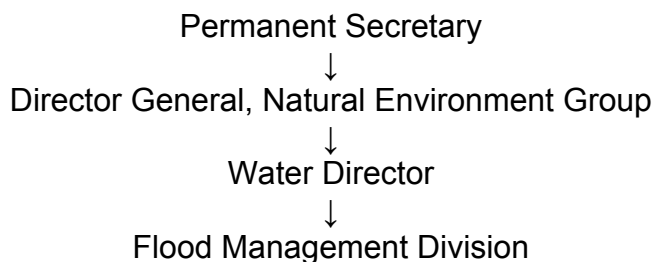 Permanent Secretary
↓
Director General, Natural Environment Group
↓
Water Director
↓
Flood Management Division